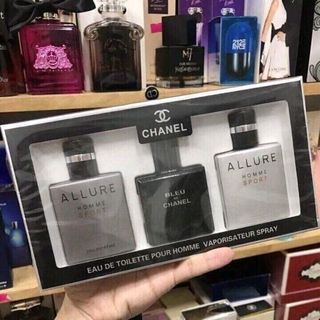 CHANEL
ALLURE
HOMME
SPORT
BLEU
DE
CHANEL
ALLURE
HOMME
SPORT
EAU DE TOILETTE POUR HOMME VAPORISATEUR SPRAY